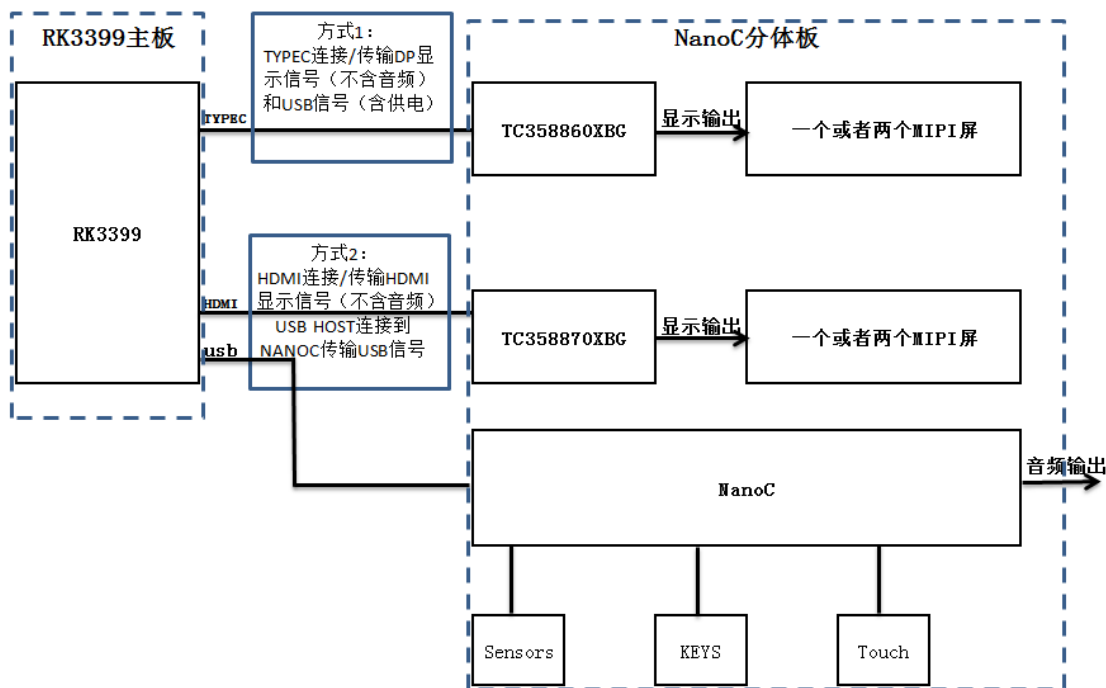 RK3399主板
方式1：
TYPEC连接/传输DP显
示信号（不含音频）
和USB信号（含供电）
NanoC分体板
TYPEC
TC358860XBG
显示输出
一个或者两个MIPI屏
RK3399
方式2：
HDMI连接/传输HDMI
显示信号（不含音频）
USB HOST连接到
NANOC传输USB信号
HDMI
usb
TC358870XBG
显示输出
一个或者两个MIPI屏
NanoC
音频输出
Sensors
KEYS
Touch